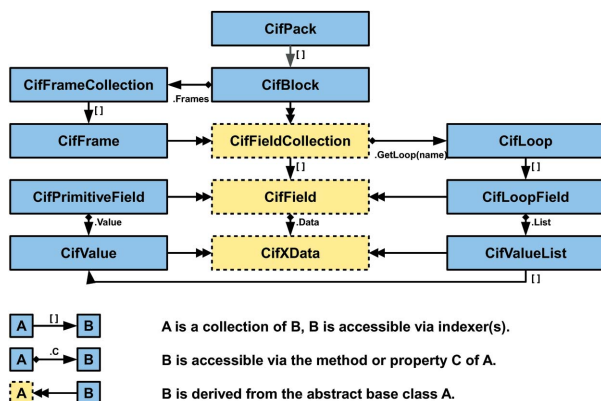 CifPack
[ ]
CifFrameCollection
CifBlock
.Frames
[ ]
CifFrame
CifFieldCollection
CifLoop
.GetLoop(name)
[ ]
[ ]
CifPrimitiveField
CifField
CifLoopField
.Value
.Data
.List
CifValue
CifXData
CifValueList
[ ]
A [ ] B A is a collection of B, B is accessible via indexer(s).
A .C B B is accessible via the method or property C of A.
A B B is derived from the abstract base class A.